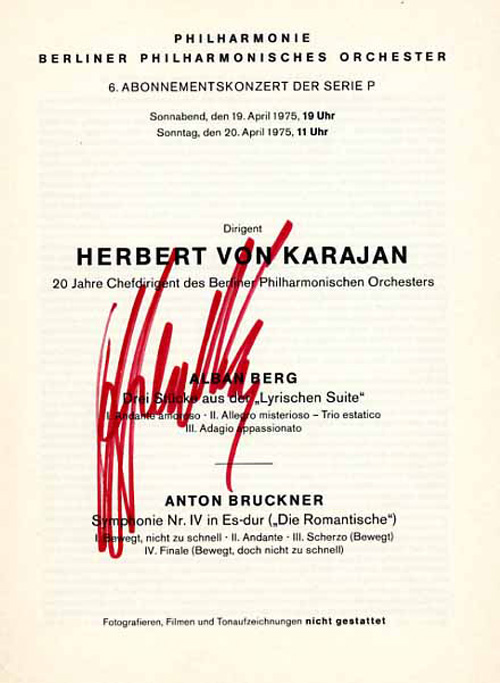 PHILHARMONIE
BERLINER PHILHARMONISCHES ORCHESTER
6. ABONNEMENTSKONZERT DER SERIE P
Sonnabend, den 19. April 1975, 19 Uhr
Sonntag, den 20. April 1975, 11 Uhr
Dirigent
HERBERT VON KARAJAN
20 Jahre Chefdirigent des Berliner Philharmonischen Orchesters
ALBAN BERG
Drei Stücke aus der „Lyrischen Suite“
I. Andante amoroso · II. Allegro misterioso – Trio estatico
III. Adagio appassionato
ANTON BRUCKNER
Symphonie Nr. IV in Es-dur („Die Romantische“)
I. Bewegt, nicht zu schnell · II. Andante · III. Scherzo (Bewegt)
IV. Finale (Bewegt, doch nicht zu schnell)
Fotografieren, Filmen und Tonaufzeichnungen nicht gestattet